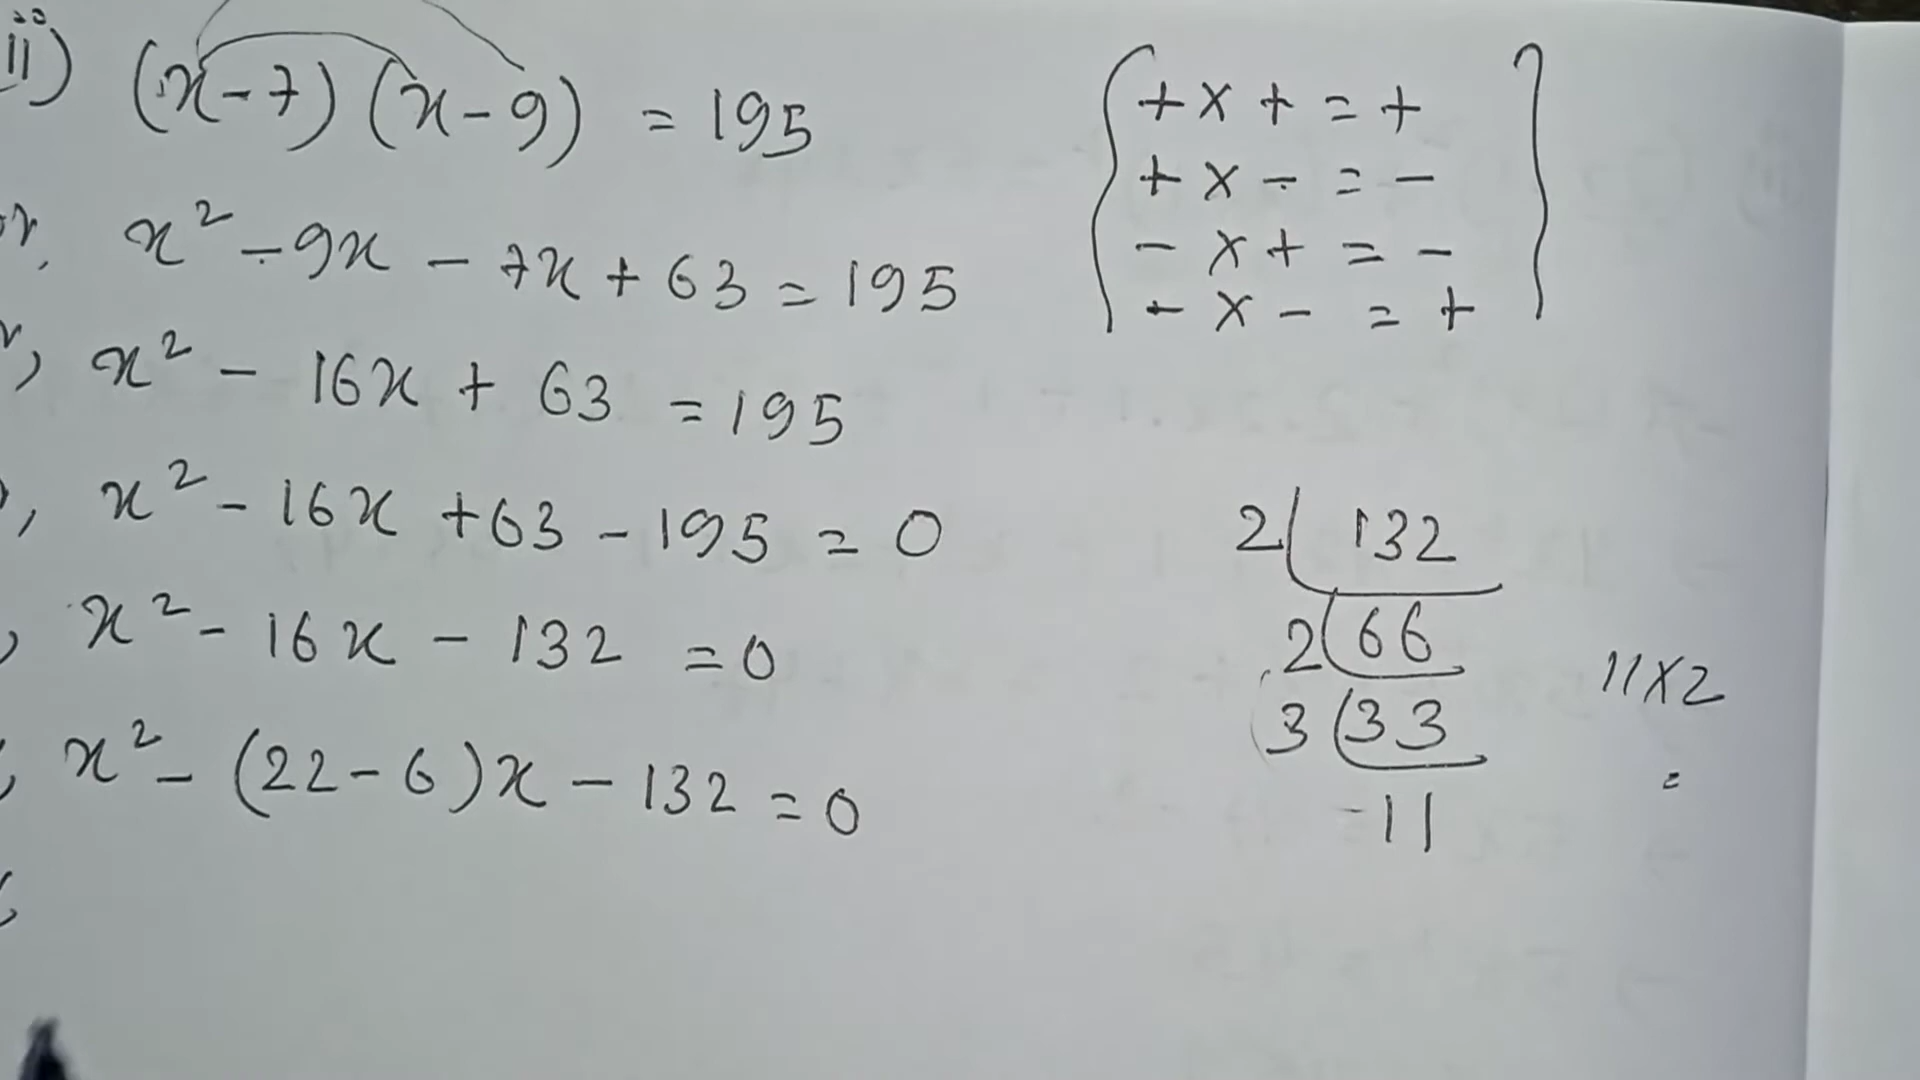 ii) (x-7) (x-9) = 195
or, x² - 9x - 7x + 63 = 195
r, x² - 16x + 63 = 195
, x² - 16x + 63 - 195 = 0
, x² - 16x - 132 = 0
, x² - (22-6)x - 132 = 0
+ x + = +
+ x - = -
- x + = -
- x - = +
2 132
2 66
3 33
-11
11x2
=